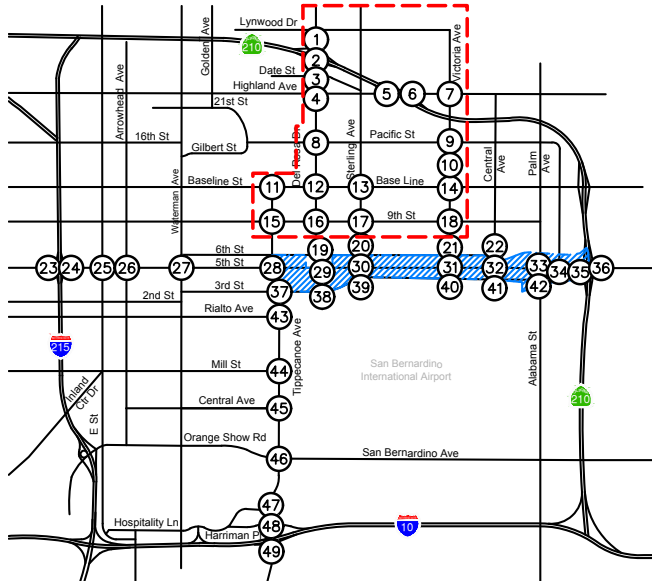 Lynwood Dr
210
Golden Ave
Arrowhead Ave
Victoria Ave
1
2
Date St
3
Highland Ave
4
5
6
7
21st St
16th St
Gilbert St
Del Rosa Dr
8
Sterling Ave
Pacific St
9
10
Central
Ave
Palm
Ave
Baseline St
11
12
13
Base Line
14
Waterman Ave
15
16
17
9th St
18
6th St
5th St
19
20
21
22
23
24
25
26
27
28
29
30
31
32
33
34
35
36
3rd St
2nd St
37
38
39
40
41
42
Rialto Ave
43
Tippecanoe Ave
215
San Bernardino
International Airport
Alabama St
Mill St
44
Inland
Ctr Dr
E St
Central Ave
45
210
Orange Show Rd
46
San Bernardino Ave
47
Hospitality Ln
48
10
Harriman Pl
49